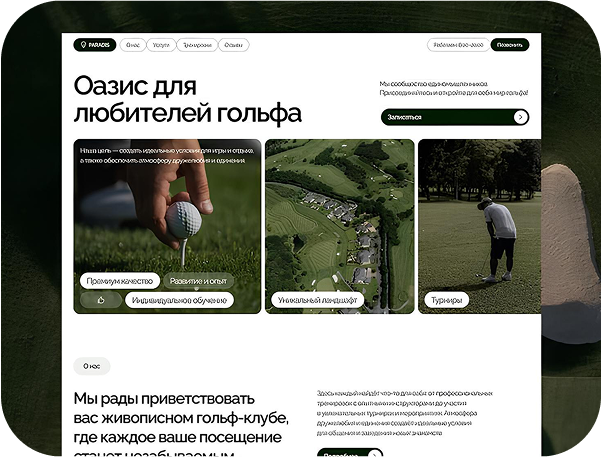 PARADIS
О нас
Услуги
Тренировки
Отзывы
Позвонить
Оазис для
любителей гольфа
Мы сообщество единомышленников.
Присоединяйтесь и откройте для себя мир гольфа!
Записаться
Наша цель — создать идеальные условия для игры и отдыха,
а также обеспечить атмосферу дружелюбия и единения.
Премиум качество
Развитие и опыт
Индивидуальное обучение
Уникальный ландшафт
Турниры
О нас
Мы рады приветствовать
вас живописном гольф-клубе,
где каждое ваше посещение
станет незабываемым
Здесь каждый найдёт что-то для себя: от профессиональных
тренировок с опытными инструкторами до участия
в увлекательных турнирах и мероприятиях. Атмосфера
дружелюбия и единения создает идеальные условия
для общения и заведения новых знакомств.
Подробнее